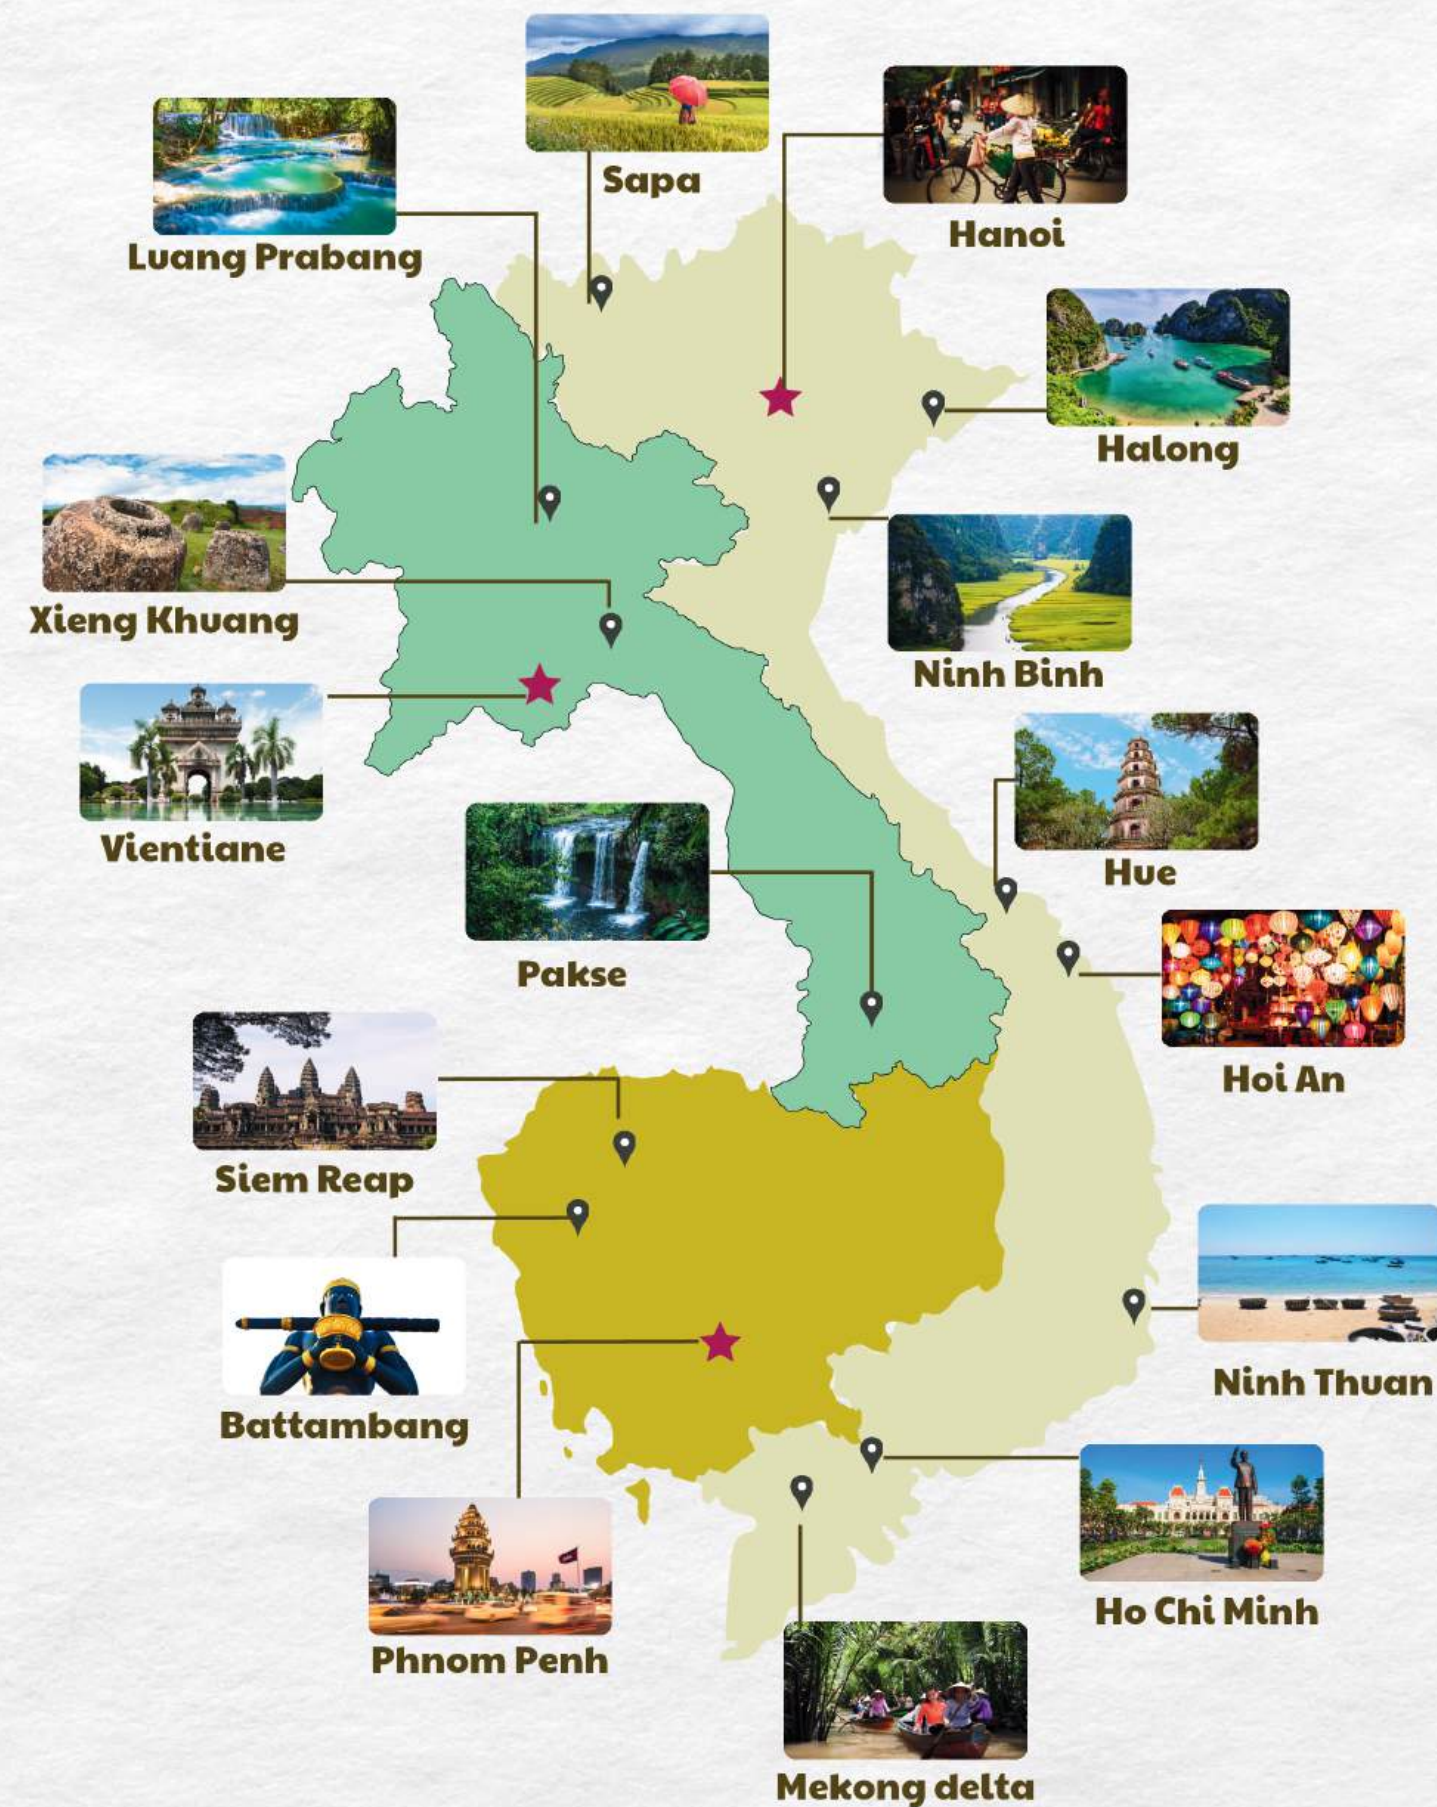 Sapa
Hanoi
Luang Prabang
Halong
Xieng Khuang
Ninh Binh
Vientiane
Hue
Pakse
Hoi An
Siem Reap
Ninh Thuan
Battambang
Ho Chi Minh
Phnom Penh
Mekong delta